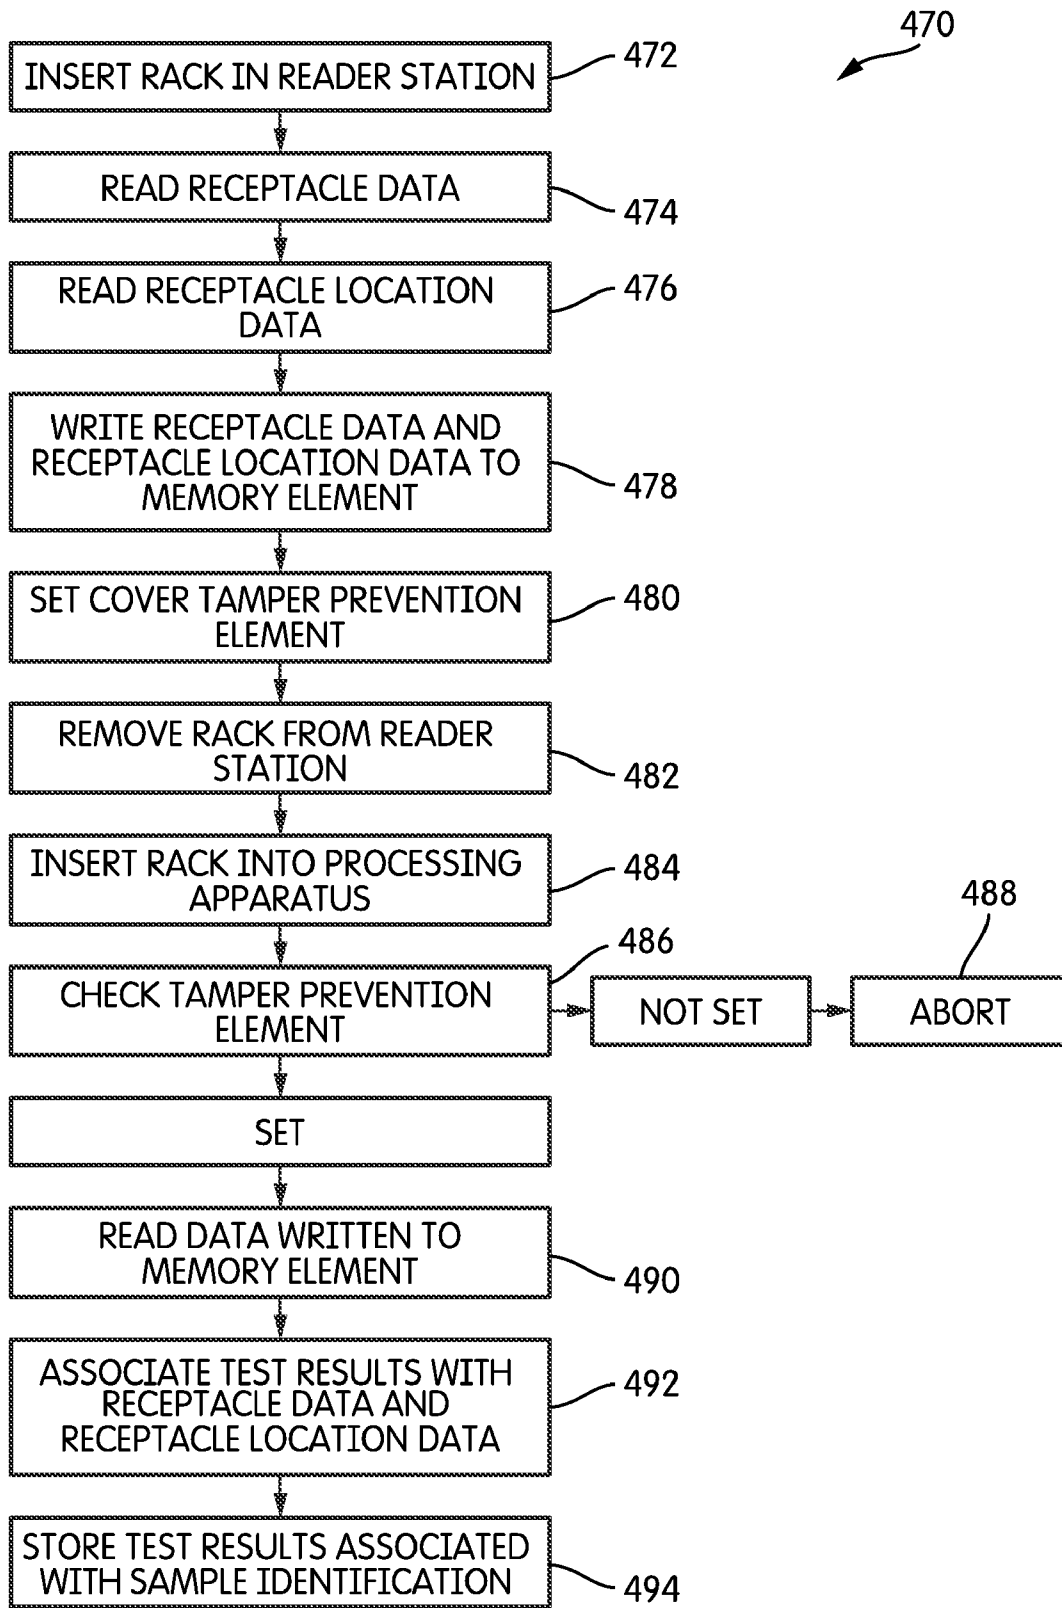 470
INSERT RACK IN READER STATION
472
READ RECEPTACLE DATA
474
READ RECEPTACLE LOCATION
DATA
476
WRITE RECEPTACLE DATA AND
RECEPTACLE LOCATION DATA TO
MEMORY ELEMENT
478
SET COVER TAMPER PREVENTION
ELEMENT
480
REMOVE RACK FROM READER
STATION
482
INSERT RACK INTO PROCESSING
APPARATUS
484
CHECK TAMPER PREVENTION
ELEMENT
486
NOT SET
ABORT
488
SET
READ DATA WRITTEN TO
MEMORY ELEMENT
490
ASSOCIATE TEST RESULTS WITH
RECEPTACLE DATA AND
RECEPTACLE LOCATION DATA
492
STORE TEST RESULTS ASSOCIATED
WITH SAMPLE IDENTIFICATION
494